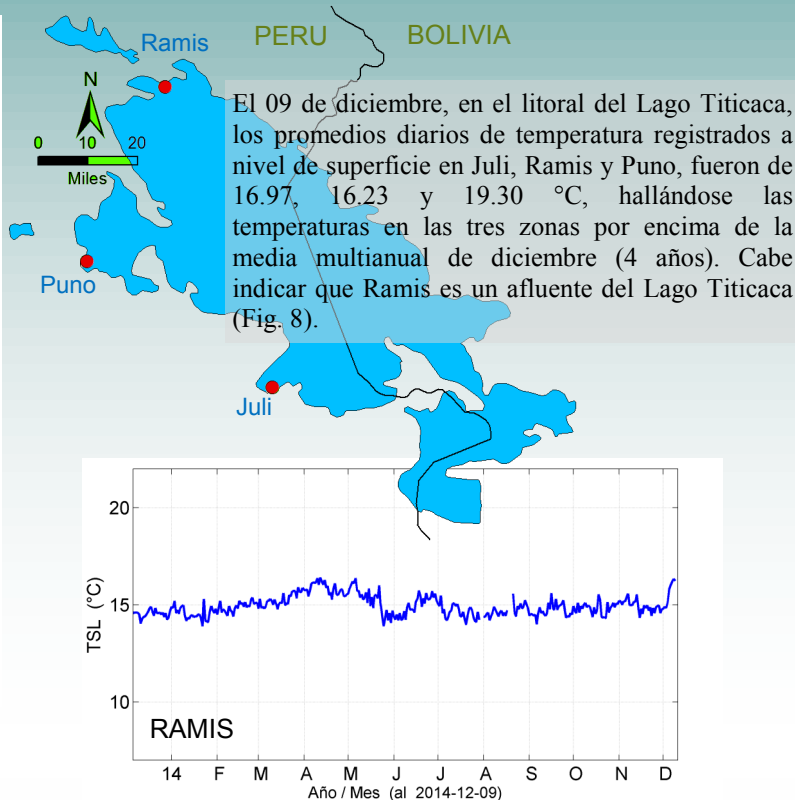 Ramis
PERU
BOLIVIA
N
0 10 20
Miles
El 09 de diciembre, en el litoral del Lago Titicaca,
los promedios diarios de temperatura registrados a
nivel de superficie en Juli, Ramis y Puno, fueron de
16.97, 16.23 y 19.30 °C, hallándose las
temperaturas en las tres zonas por encima de la
media multianual de diciembre (4 años). Cabe
indicar que Ramis es un afluente del Lago Titicaca
(Fig. 8).
Puno
Juli
20
15
10
TSL (°C)
RAMIS
14 F M A M J J A S O N D
Año / Mes (al 2014-12-09)